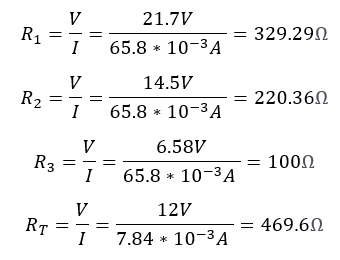 R₁ = V/I = 21.7V/(65.8 * 10⁻³A) = 329.29Ω
R₂ = V/I = 14.5V/(65.8 * 10⁻³A) = 220.36Ω
R₃ = V/I = 6.58V/(65.8 * 10⁻³A) = 100Ω
R_T = V/I = 12V/(7.84 * 10⁻³A) = 469.6Ω